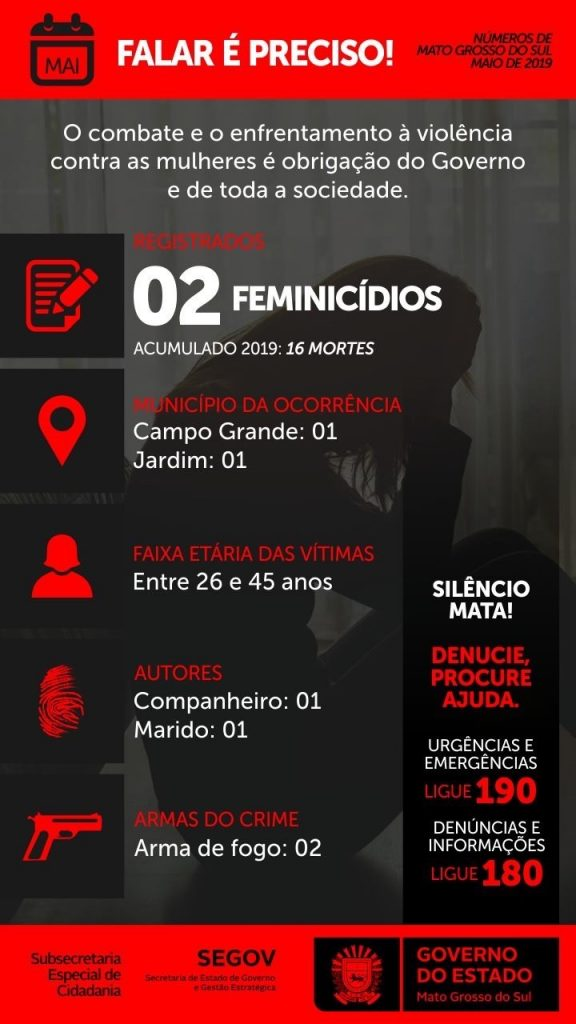 MAI
FALAR É PRECISO!
NÚMEROS DE
MATO GROSSO DO SUL
MAIO DE 2019
O combate e o enfrentamento à violência
contra as mulheres é obrigação do Governo
e de toda a sociedade.
REGISTRADOS
02 FEMINICÍDIOS
ACUMULADO 2019: 16 MORTES
MUNICÍPIO DA OCORRÊNCIA
Campo Grande: 01
Jardim: 01
FAIXA ETÁRIA DAS VÍTIMAS
Entre 26 e 45 anos
AUTORES
Companheiro: 01
Marido: 01
ARMAS DO CRIME
Arma de fogo: 02
SILÊNCIO
MATA!
DENUCIE,
PROCURE
AJUDA.
URGÊNCIAS E
EMERGÊNCIAS
LIGUE 190
DENÚNCIAS E
INFORMAÇÕES
LIGUE 180
Subsecretaria
Especial de
Cidadania
SEGOV
Secretaria de Estado de Governo
e Gestão Estratégica
GOVERNO
DO ESTADO
Mato Grosso do Sul